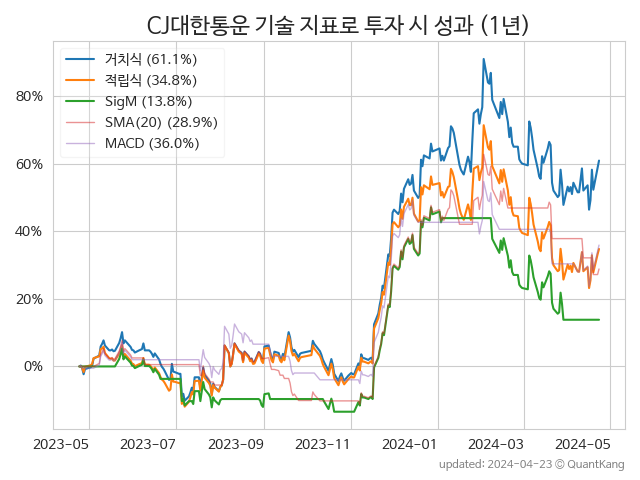 CJ대한통운 기술 지표로 투자 시 성과 (1년)
거치식 (61.1%)
적립식 (34.8%)
SigM (13.8%)
SMA(20) (28.9%)
MACD (36.0%)
80%
60%
40%
20%
0%
2023-05 2023-07 2023-09 2023-11 2024-01 2024-03 2024-05
updated: 2024-04-23 © QuantKang